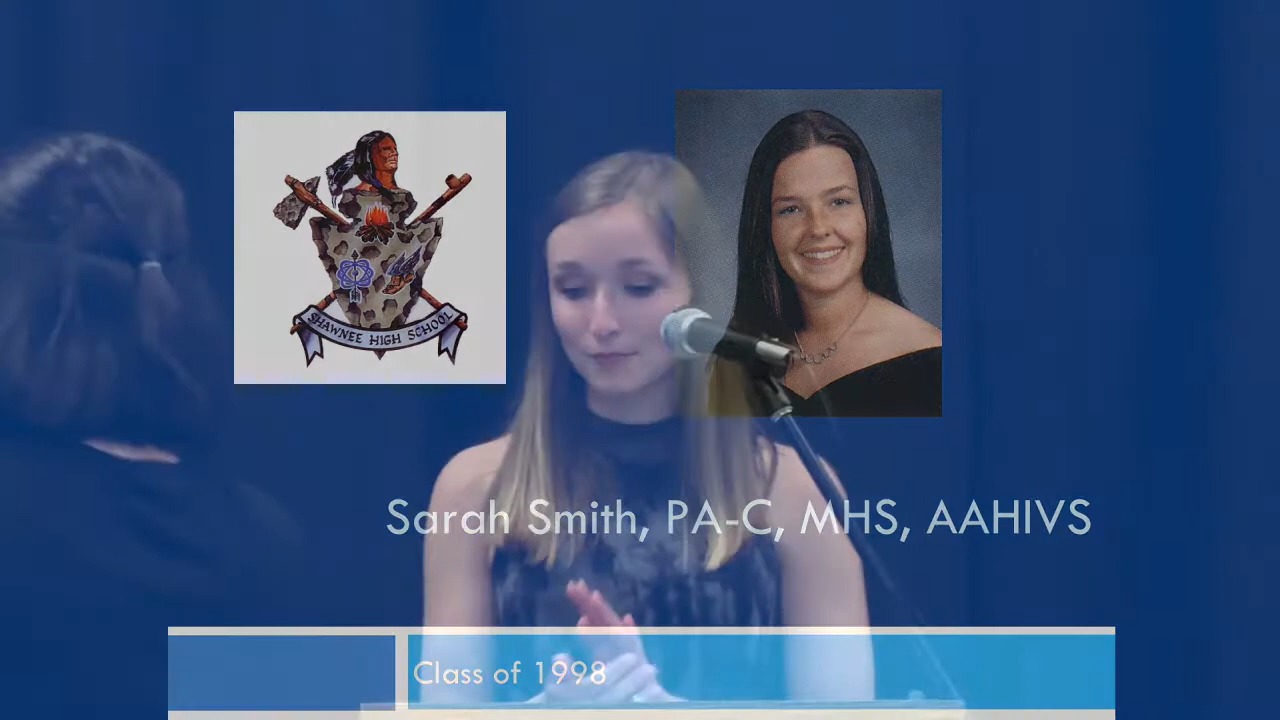 SHAWNEE HIGH SCHOOL
Sarah Smith, PA-C, MHS, AAHIVS
Class of 1998